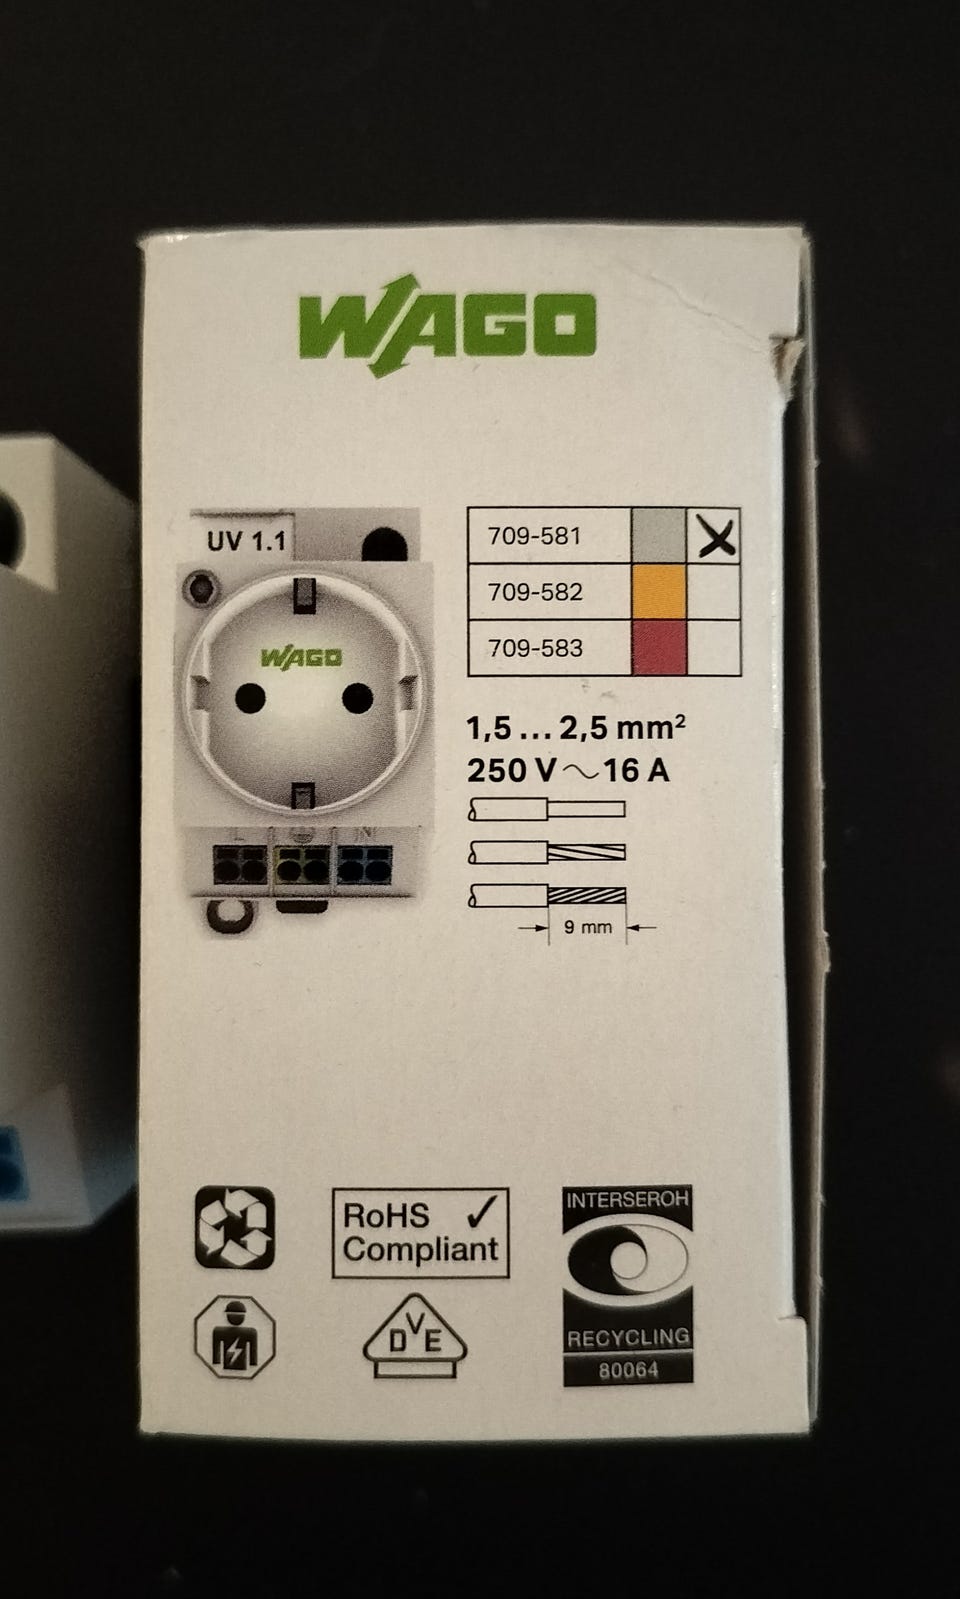 WAGO
UV 1.1
WAGO
L N
709-581
709-582
709-583
1,5 ... 2,5 mm²
250 V ~ 16 A
9 mm
RoHS ✓
Compliant
DVE
INTERSEROH
RECYCLING
80064